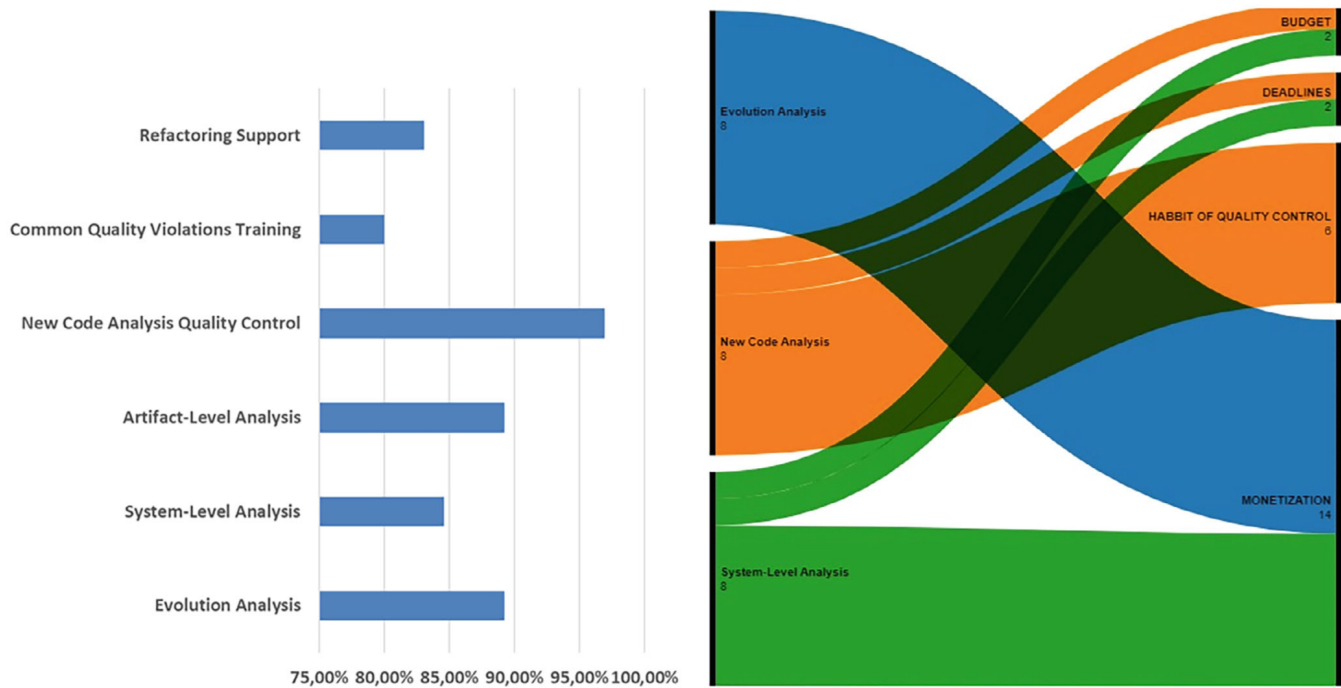 Refactoring Support
Common Quality Violations Training
New Code Analysis Quality Control
Artifact-Level Analysis
System-Level Analysis
Evolution Analysis
75,00% 80,00% 85,00% 90,00% 95,00% 100,00%
Evolution Analysis
8
New Code Analysis
8
System-Level Analysis
8
BUDGET
2
DEADLINES
2
HABBIT OF QUALITY CONTROL
6
MONETIZATION
14